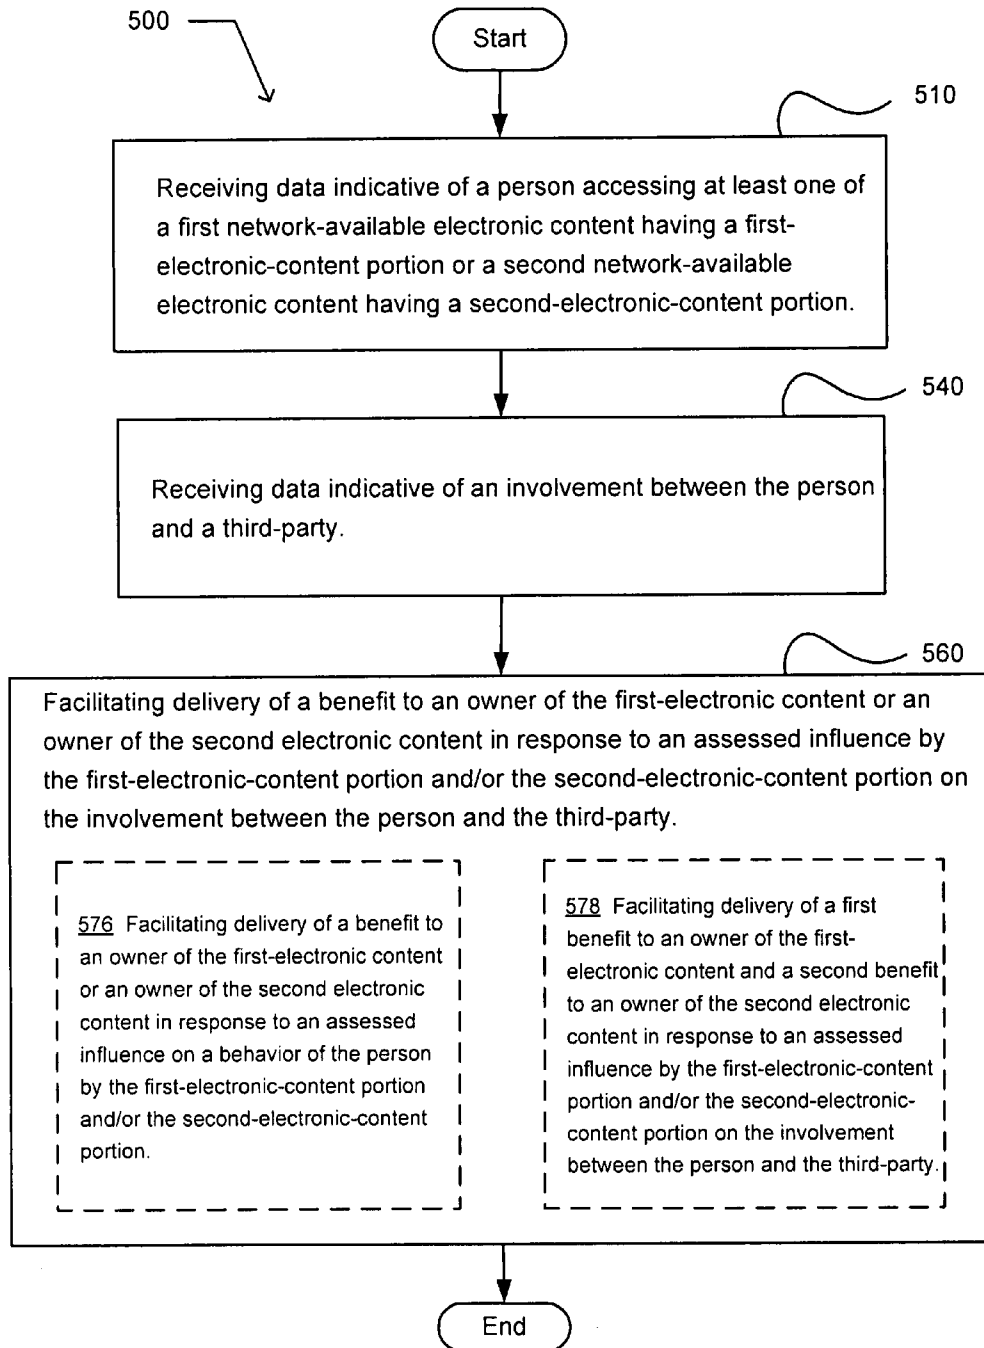 500
Start
510
Receiving data indicative of a person accessing at least one of
a first network-available electronic content having a first-
electronic-content portion or a second network-available
electronic content having a second-electronic-content portion.
540
Receiving data indicative of an involvement between the person
and a third-party.
560
Facilitating delivery of a benefit to an owner of the first-electronic content or an
owner of the second electronic content in response to an assessed influence by
the first-electronic-content portion and/or the second-electronic-content portion on
the involvement between the person and the third-party.
576 Facilitating delivery of a benefit to
an owner of the first-electronic content
or an owner of the second electronic
content in response to an assessed
influence on a behavior of the person
by the first-electronic-content portion
and/or the second-electronic-content
portion.
578 Facilitating delivery of a first
benefit to an owner of the first-
electronic content and a second benefit
to an owner of the second electronic
content in response to an assessed
influence by the first-electronic-content
portion and/or the second-electronic-
content portion on the involvement
between the person and the third-party.
End